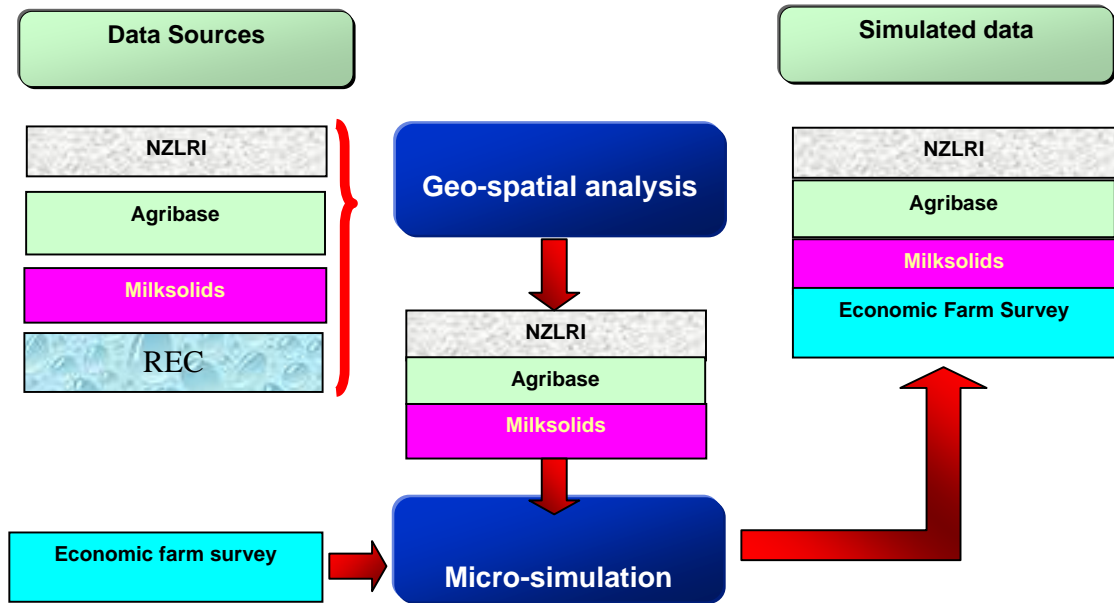 Data Sources
NZLRI
Agribase
Milksolids
REC
Economic farm survey
Geo-spatial analysis
NZLRI
Agribase
Milksolids
Micro-simulation
Simulated data
NZLRI
Agribase
Milksolids
Economic Farm Survey